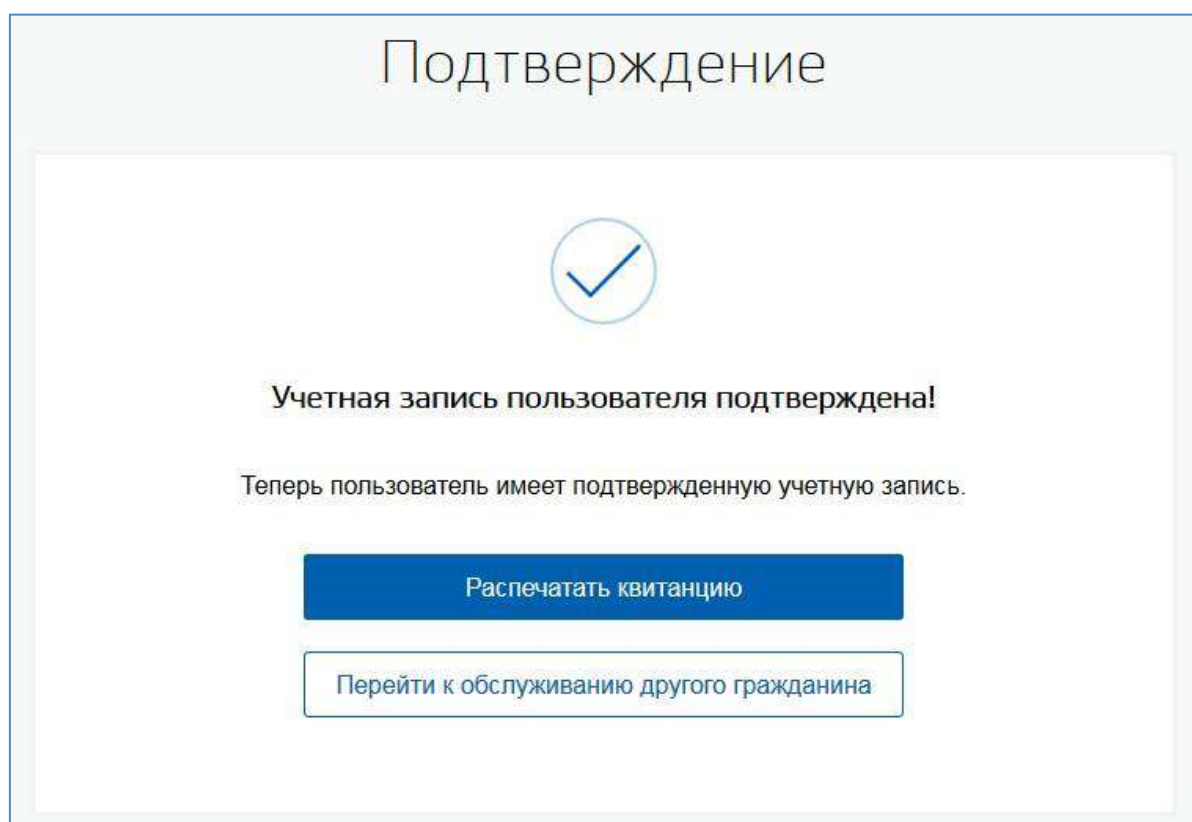 Подтверждение
Учетная запись пользователя подтверждена!
Теперь пользователь имеет подтвержденную учетную запись.
Распечатать квитанцию
Перейти к обслуживанию другого гражданина